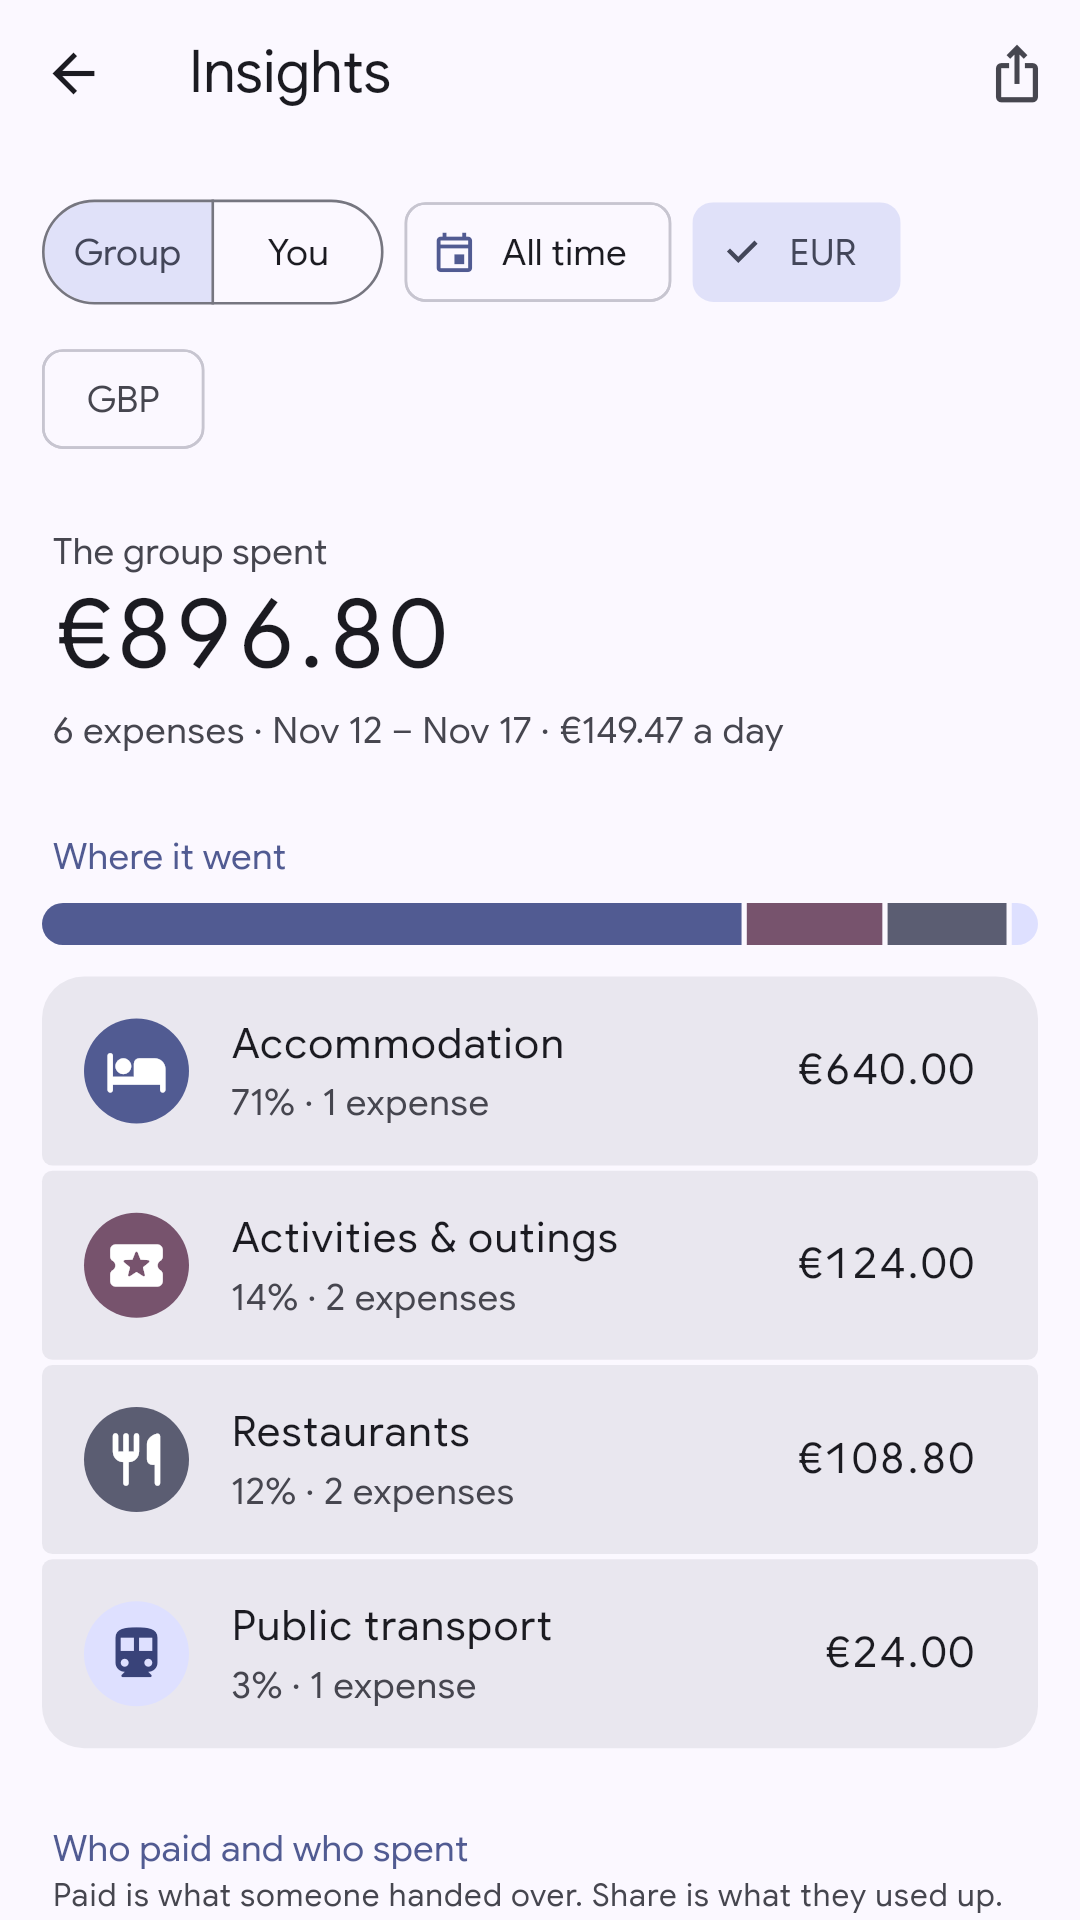 Insights
Group
You
All time
EUR
GBP
The group spent
€896.80
6 expenses · Nov 12 – Nov 17 · €149.47 a day
Where it went
Accommodation
€640.00
71% · 1 expense
Activities & outings
€124.00
14% · 2 expenses
Restaurants
€108.80
12% · 2 expenses
Public transport
€24.00
3% · 1 expense
Who paid and who spent
Paid is what someone handed over. Share is what they used up.